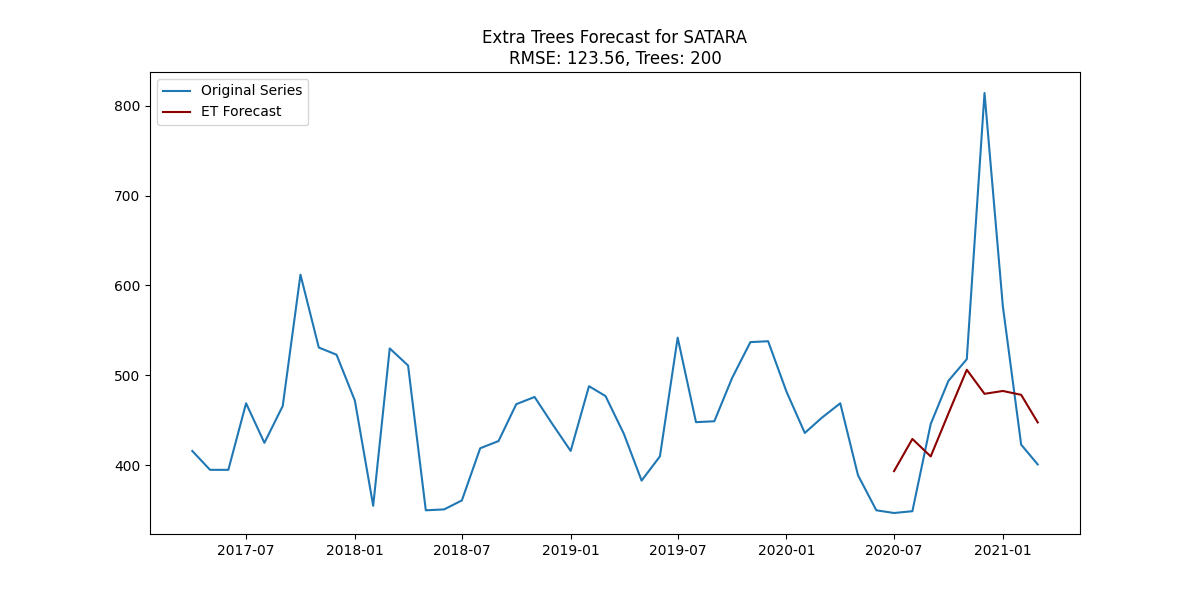 Extra Trees Forecast for SATARA
RMSE: 123.56, Trees: 200
Original Series
ET Forecast
800
700
600
500
400
2017-07 2018-01 2018-07 2019-01 2019-07 2020-01 2020-07 2021-01